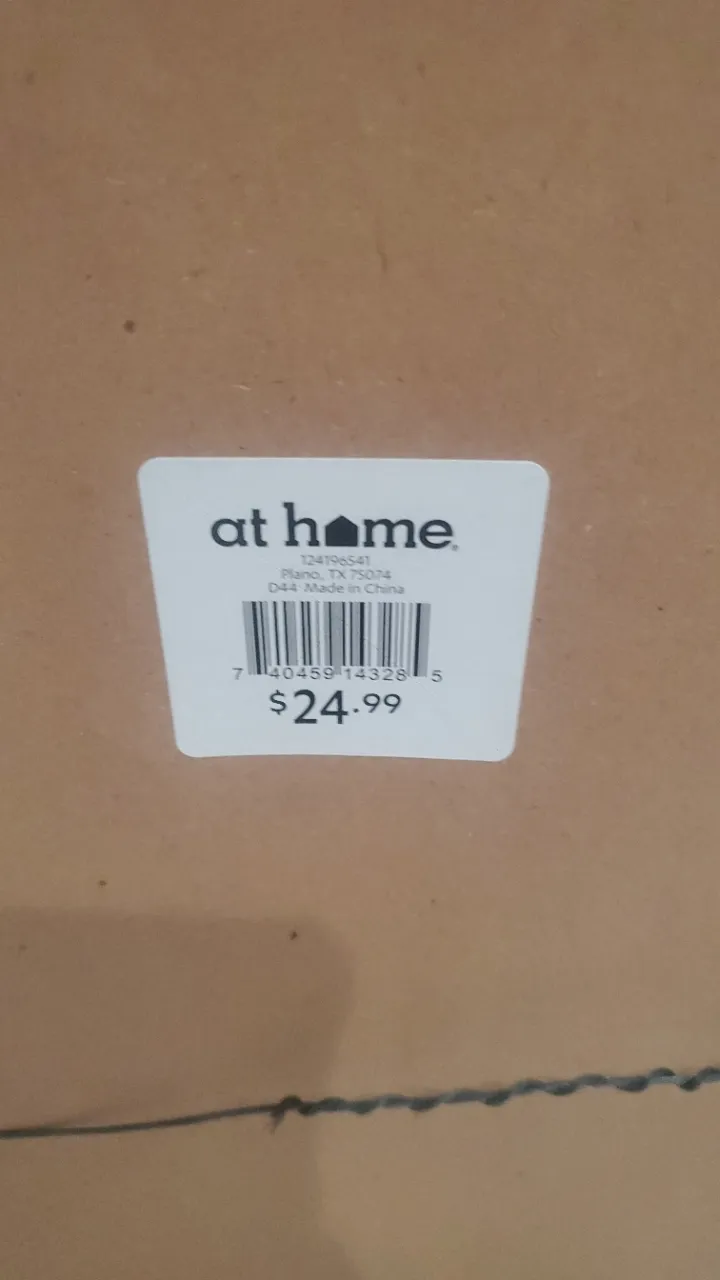 at home
124196541
Plano, TX 75074
D44 Made in China
7 40459 14328 5
$24.99